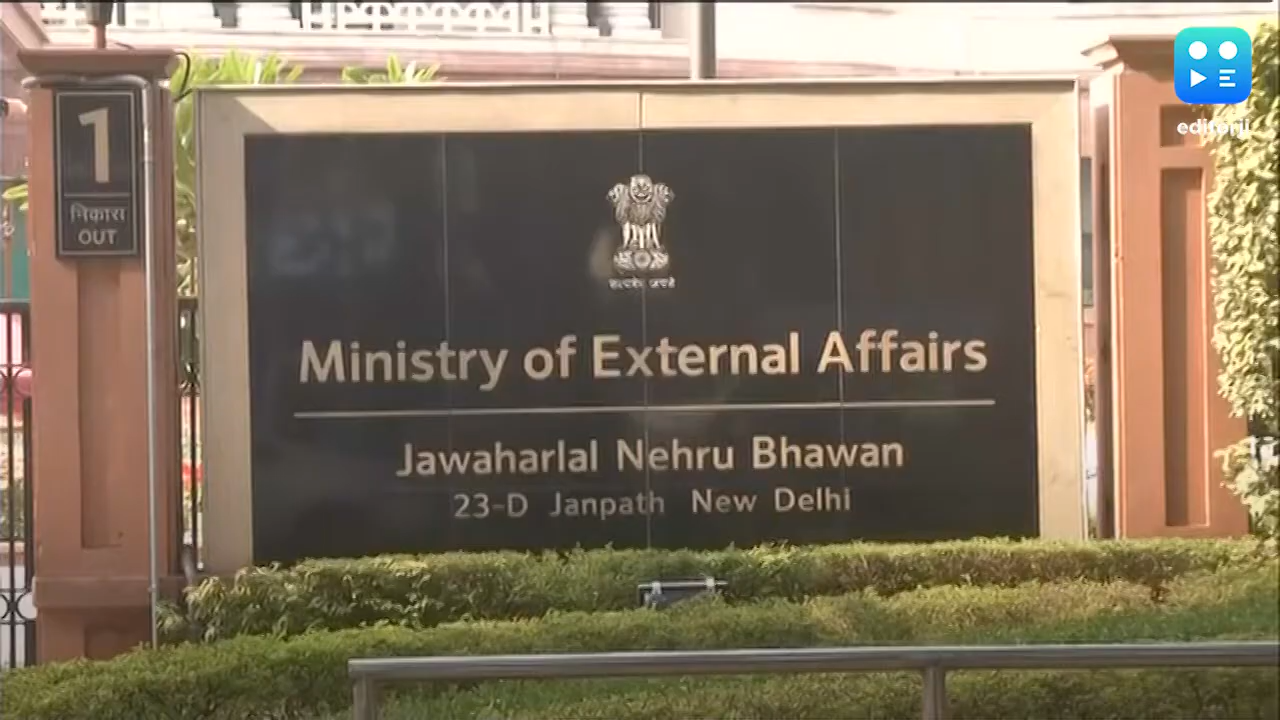 1
निकास
OUT
सत्यमेव जयते
Ministry of External Affairs
Jawaharlal Nehru Bhawan
23-D Janpath New Delhi
editorji